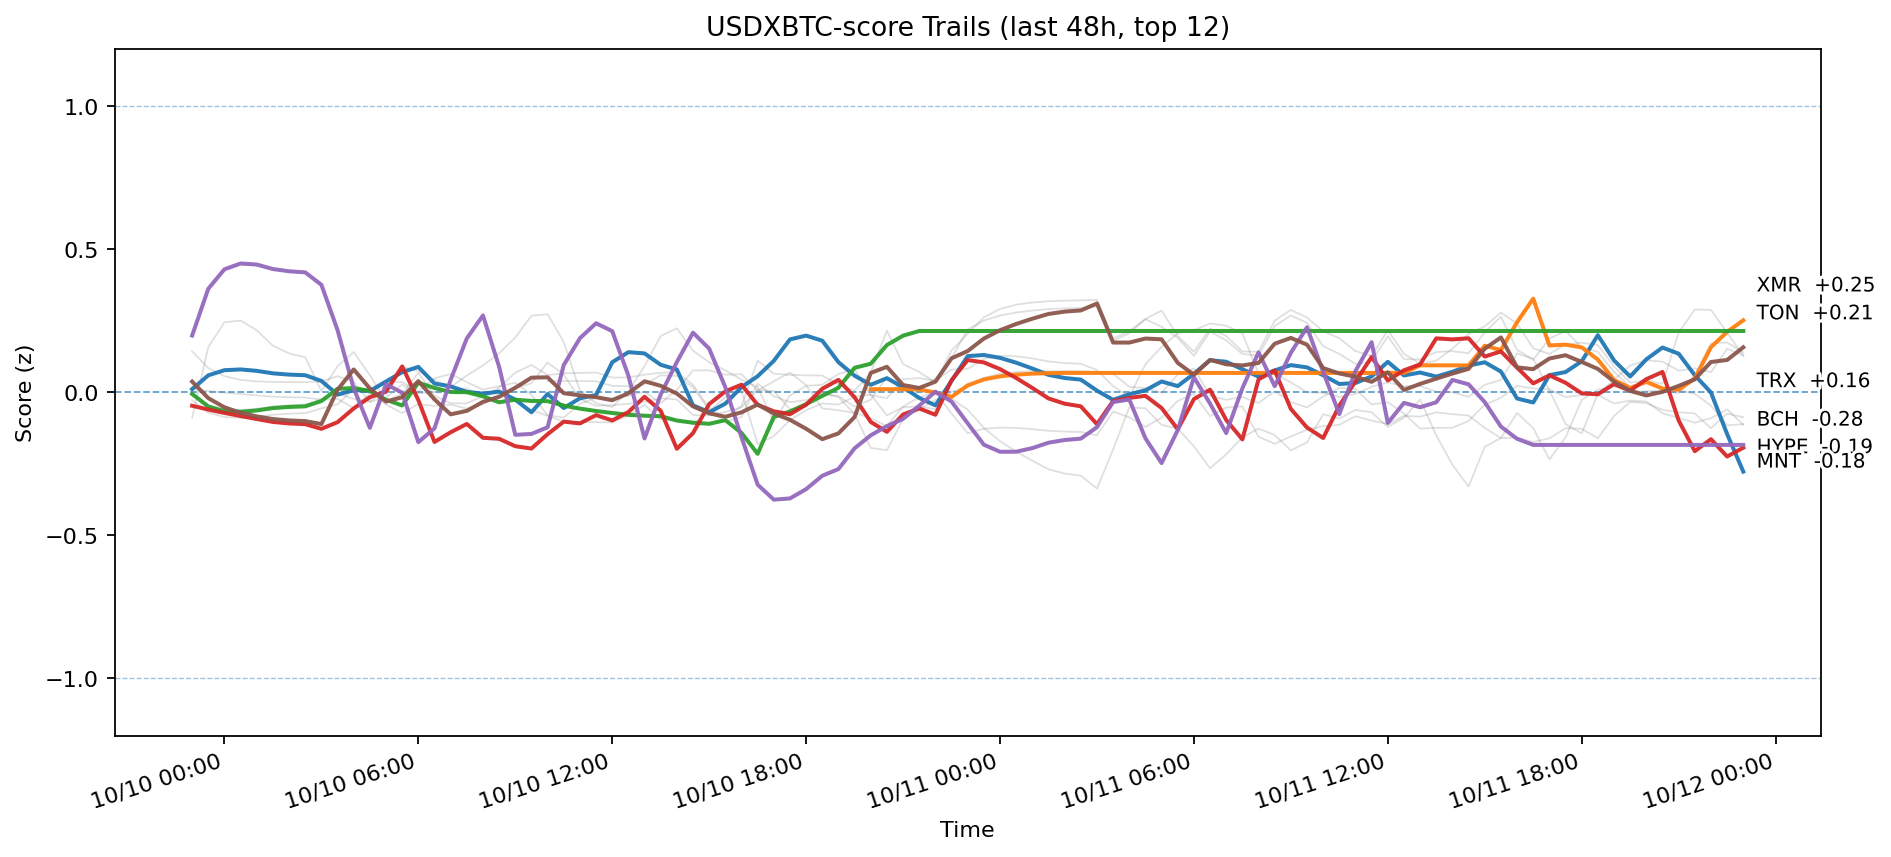 USDXBTC-score Trails (last 48h, top 12)
Score (z)
1.0
0.5
0.0
−0.5
−1.0
XMR +0.25
TON +0.21
TRX +0.16
BCH -0.28
HYPE -0.19
MNT -0.18
10/10 00:00
10/10 06:00
10/10 12:00
10/10 18:00
10/11 00:00
10/11 06:00
10/11 12:00
10/11 18:00
10/12 00:00
Time